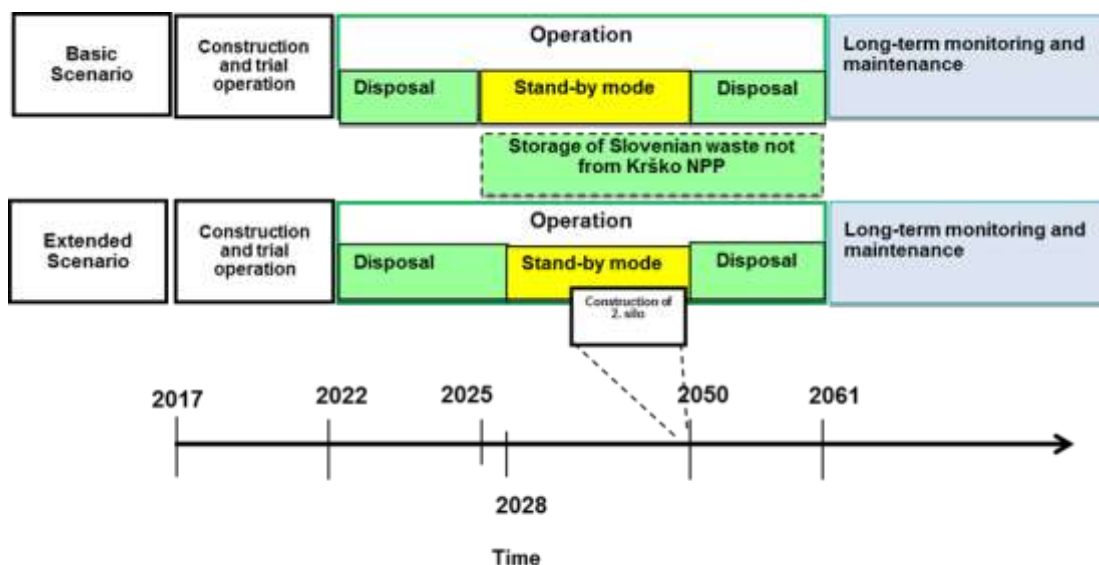 Basic
Scenario
Construction
and trial
operation
Operation
Disposal
Stand-by mode
Disposal
Long-term monitoring and
maintenance
Storage of Slovenian waste not
from Krško NPP
Extended
Scenario
Construction
and trial
operation
Operation
Disposal
Stand-by mode
Disposal
Long-term monitoring and
maintenance
Construction of
2. silo
2017
2022
2025
2050
2061
2028
Time